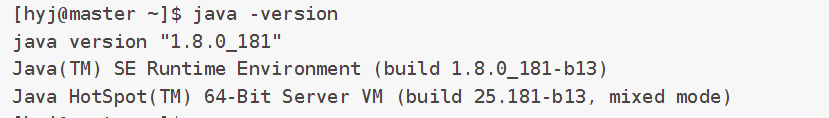 [hyj@master ~]$ java -version
java version "1.8.0_181"
Java(TM) SE Runtime Environment (build 1.8.0_181-b13)
Java HotSpot(TM) 64-Bit Server VM (build 25.181-b13, mixed mode)